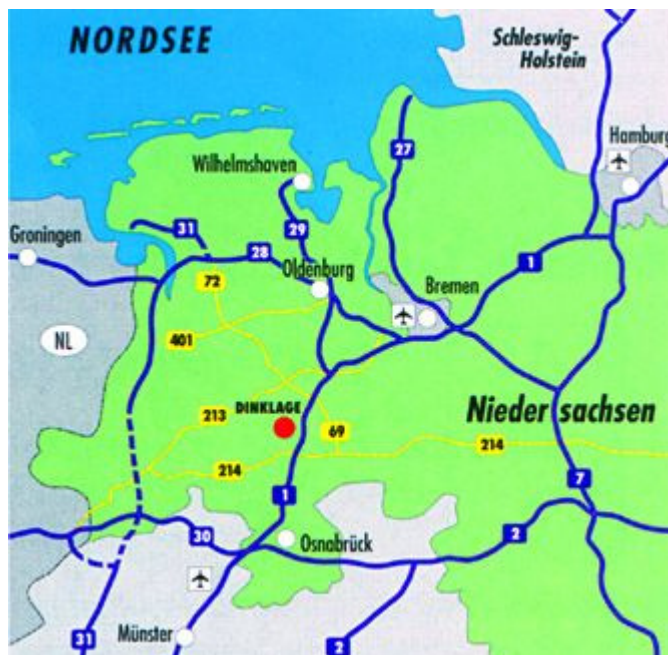 NORDSEE
Schleswig-
Holstein
Hamburg
27
Wilhelmshaven
31
29
Groningen
28
1
72
Oldenburg
Bremen
NL
401
213
DINKLAGE
Nieder sachsen
69
214
214
1
7
30
Osnabrück
2
Münster
31
2